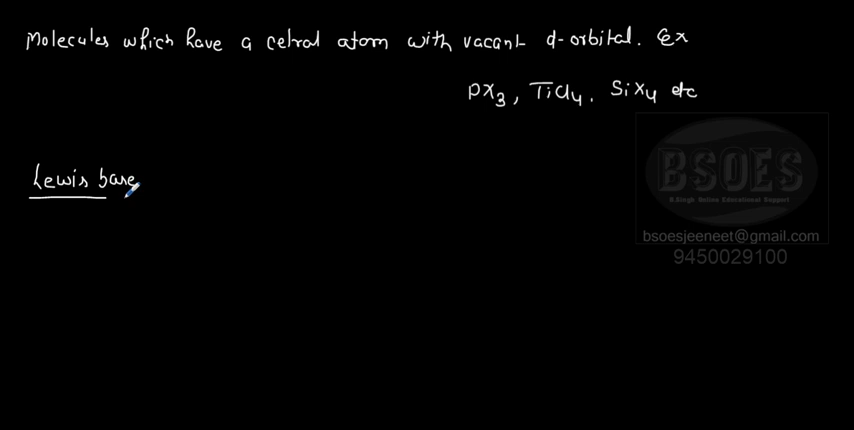 Molecules which have a cetral atom with vacant d-orbital. Ex
PX3, TiCl4, SiX4 etc
Lewis base
BSOES
B.Singh Online Educational Support
bsoesjeeneet@gmail.com
9450029100